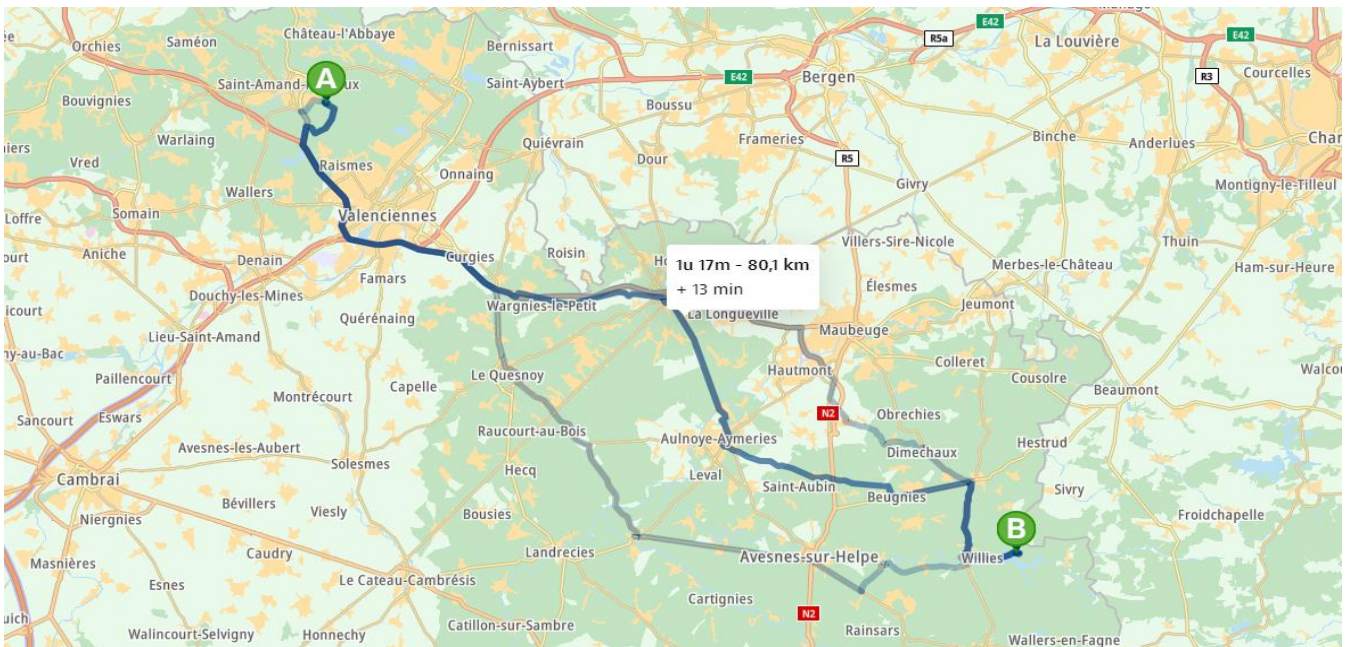 Château-l'Abbaye
E42
Saméon
Orchies
Bernissart
R5a
La Louvière
E42
Saint-Amand-
ux
A
Saint-Aybert
E42
Bergen
R3
Courcelles
Bouvignies
Boussu
Warlaing
Quiévrain
Frameries
Binche
Anderlues
Char
Vred
Raismes
Dour
R5
Onnaing
Givry
Montigny-le-Tilleul
Wallers
Somain
Loffre
Valenciennes
Villers-Sire-Nicole
Thuin
Aniche
Denain
Curgies
Roisin
Ho
1u 17m - 80,1 km
+ 13 min
Merbes-le-Château
Ham-sur-Heure
Famars
Élesmes
Douchy-les-Mines
Wargnies-le-Petit
Jeumont
La Longueville
Quérénaing
Maubeuge
Lieu-Saint-Amand
ny-au-Bac
Colleret
Hautmont
Cousolre
Walcou
Paillencourt
Le Quesnoy
Capelle
Beaumont
Montrécourt
N2
Obrechies
Sancourt
Eswars
Raucourt-au-Bois
Aulnoye-Aymeries
Hestrud
Avesnes-les-Aubert
Dimechaux
Solesmes
Hecq
Leval
Cambrai
Saint-Aubin
Sivry
Beugnies
Bévillers
Viesly
Bousies
Froidchapelle
Niergnies
B
Caudry
Landrecies
Avesnes-sur-Helpe
Willies
Masnières
Esnes
Le Cateau-Cambrésis
Cartignies
N2
Catillon-sur-Sambre
Rainsars
Walincourt-Selvigny
Honnechy
Wallers-en-Fagne